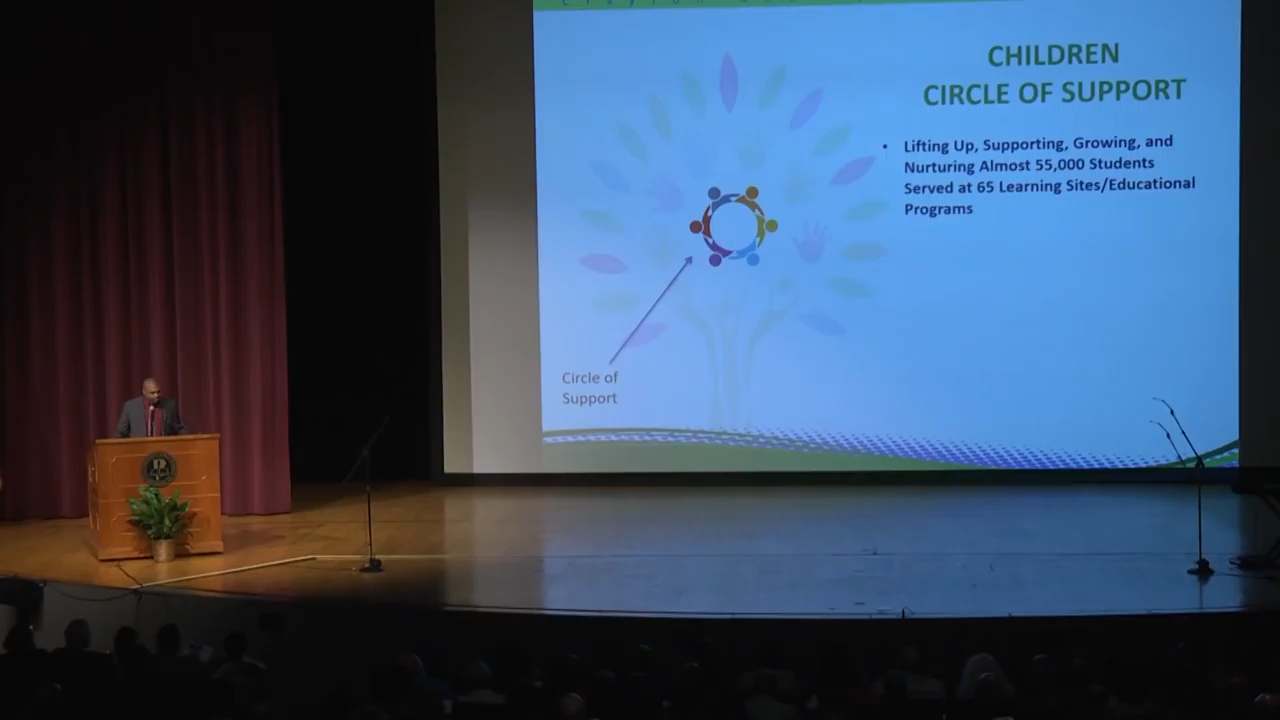 CHILDREN
CIRCLE OF SUPPORT
• Lifting Up, Supporting, Growing, and
Nurturing Almost 55,000 Students
Served at 65 Learning Sites/Educational
Programs
Circle of
Support